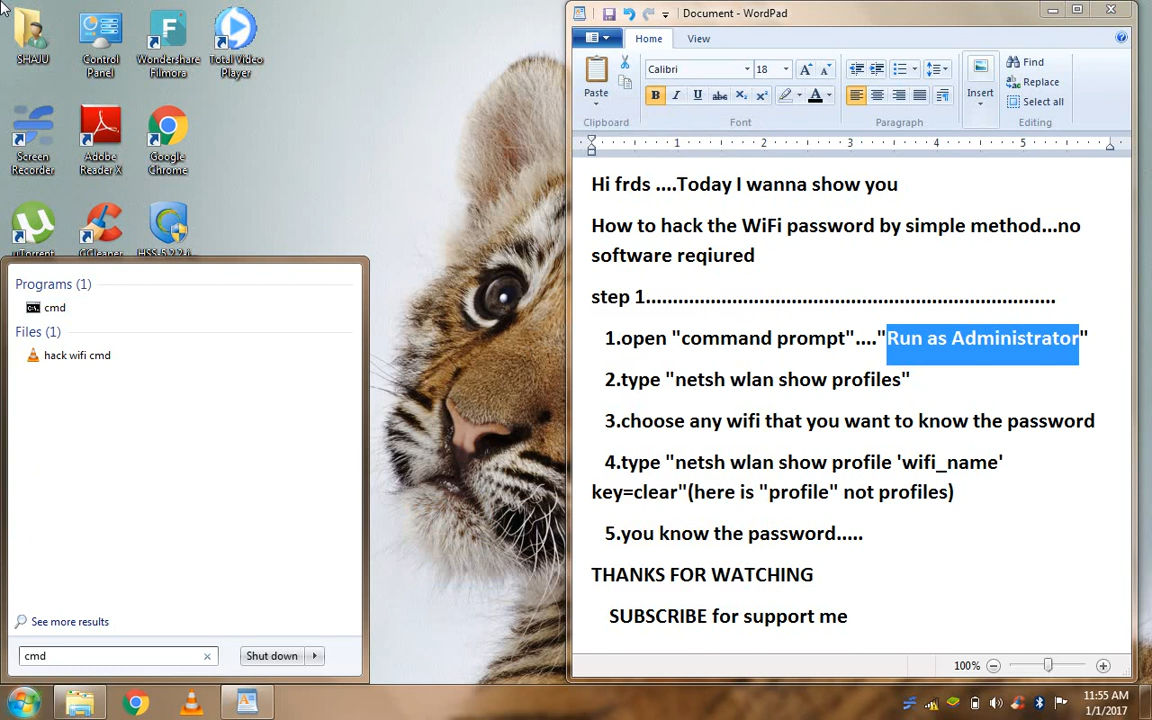 SHAJU
Control Panel
Wondershare Filmora
Total Video Player
Screen Recorder
Adobe Reader X
Google Chrome
uTorrent
CCleaner
Programs (1)
cmd
Files (1)
hack wifi cmd
See more results
cmd
Shut down
Document - WordPad
Home
View
Paste
Clipboard
Calibri
18
Font
Paragraph
Insert
Find
Replace
Select all
Editing
1 2 3 4 5
Hi frds ....Today I wanna show you
How to hack the WiFi password by simple method...no
software reqiured
step 1.............................................................................
1.open "command prompt"...."Run as Administrator"
2.type "netsh wlan show profiles"
3.choose any wifi that you want to know the password
4.type "netsh wlan show profile 'wifi_name'
key=clear"(here is "profile" not profiles)
5.you know the password.....
THANKS FOR WATCHING
SUBSCRIBE for support me
100%
11:55 AM
1/1/2017